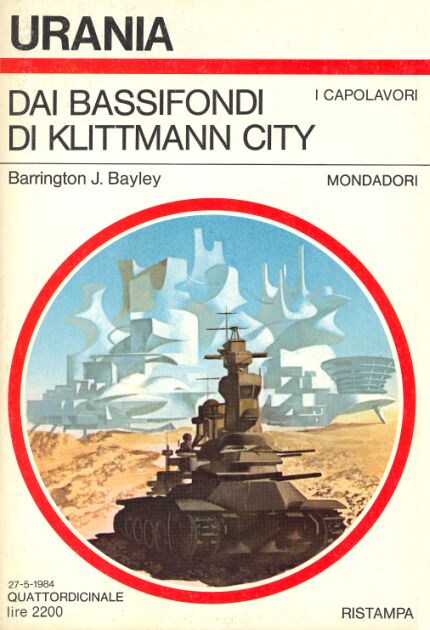 URANIA
DAI BASSIFONDI
DI KLITTMANN CITY
I CAPOLAVORI
Barrington J. Bayley
MONDADORI
27-5-1984
QUATTORDICINALE
lire 2200
RISTAMPA